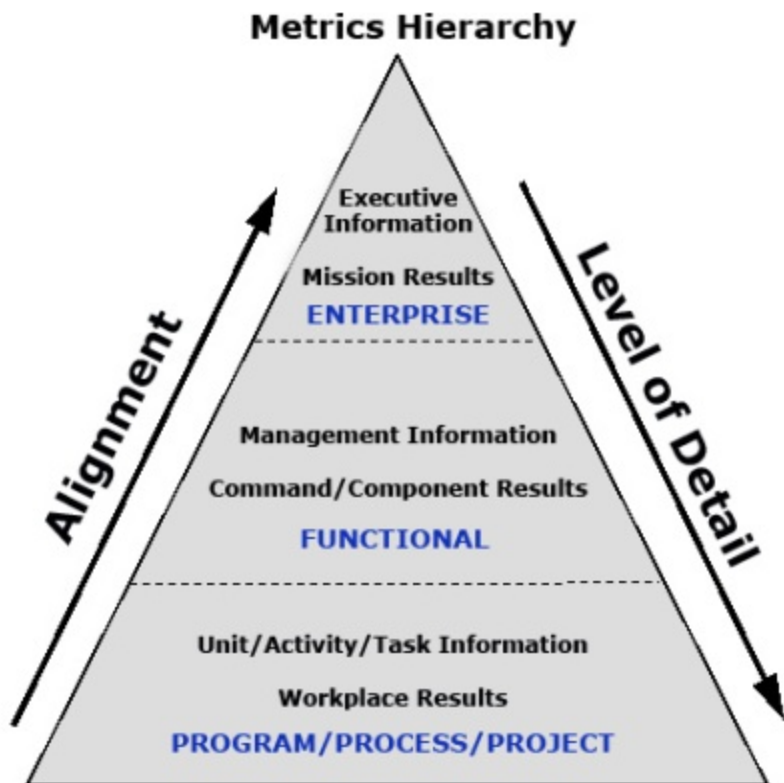 Metrics Hierarchy
Executive
Information
Mission Results
ENTERPRISE
Alignment
Level of Detail
Management Information
Command/Component Results
FUNCTIONAL
Unit/Activity/Task Information
Workplace Results
PROGRAM/PROCESS/PROJECT